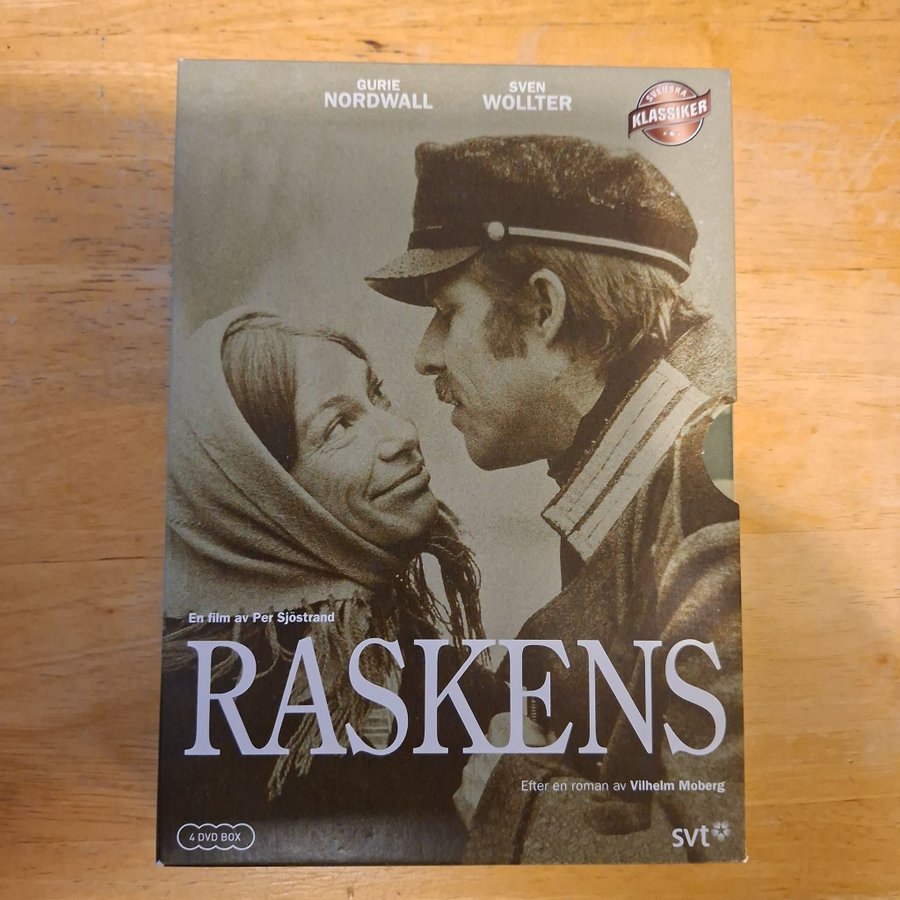 GURIE
NORDWALL
SVEN
WOLLTER
SVENSKA
KLASSIKER
En film av Per Sjöstrand
RASKENS
Efter en roman av Vilhelm Moberg
4 DVD BOX
svt